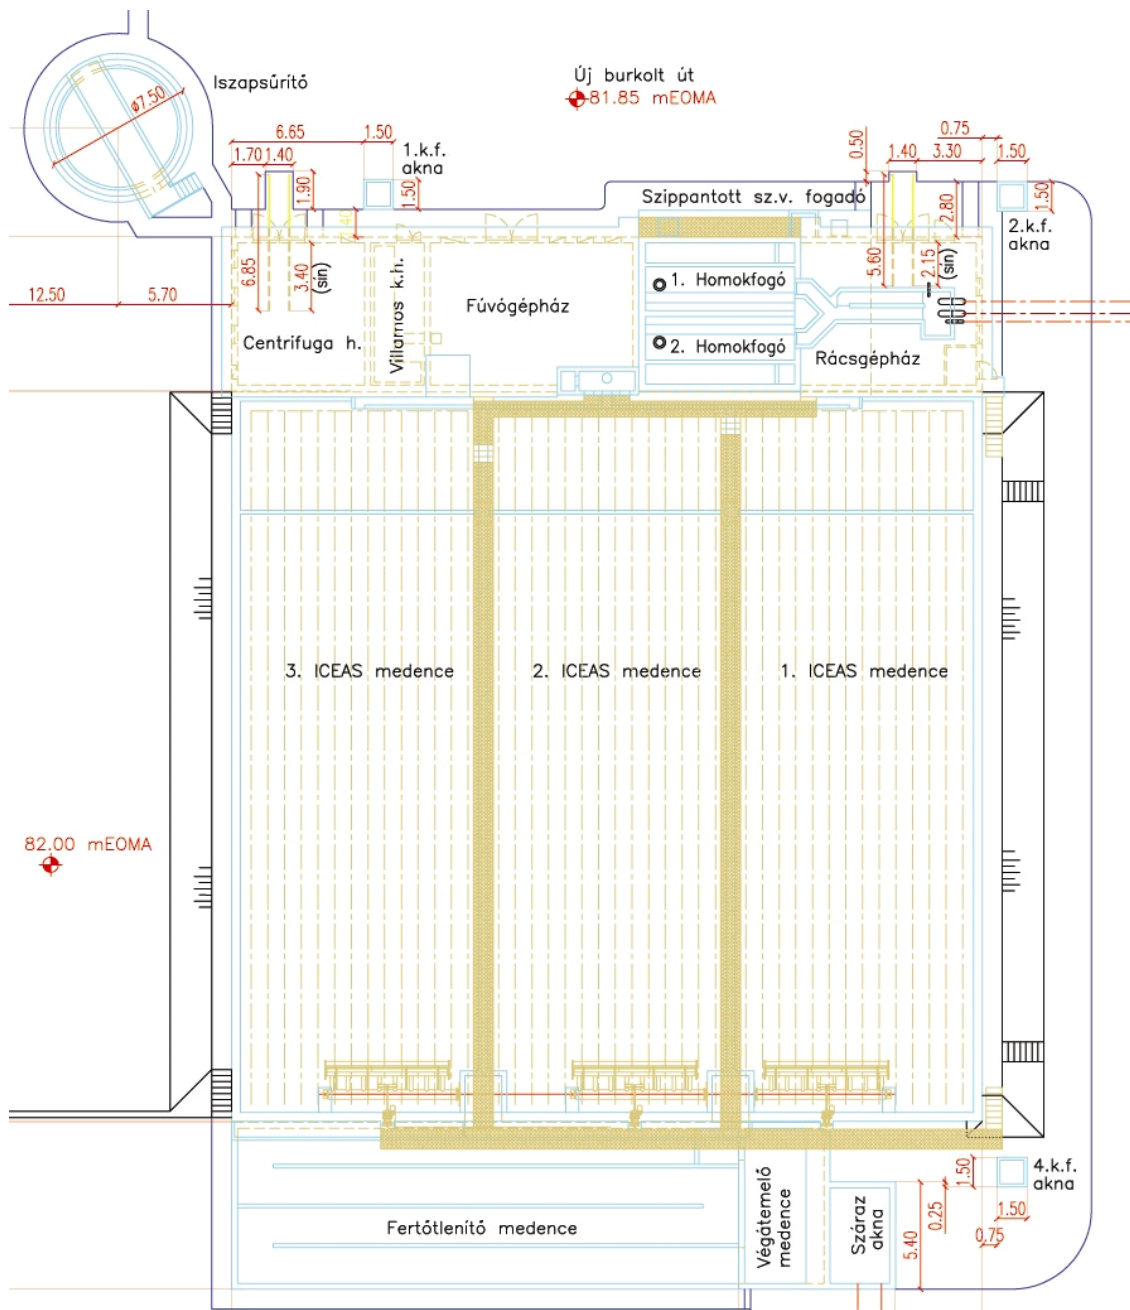 Iszapsűrítő
Új burkolt út
81.85 mEOMA
ø7.50
6.65
1.50
1.70
1.40
1.k.f.
akna
1.90
1.50
1.40
0.50
0.75
1.40
3.30
1.50
1.50
Szippantott sz.v. fogadó
2.80
2.k.f.
akna
12.50
5.70
6.85
3.40
(sín)
Villamos k.h.
Fúvógépház
1. Homokfogó
5.60
2.15
(sín)
Centrifuga h.
2. Homokfogó
Rácsgépház
3. ICEAS medence
2. ICEAS medence
1. ICEAS medence
82.00 mEOMA
Fertőtlenítő medence
Végátemelő
medence
Száraz
akna
5.40
0.25
1.50
4.k.f.
akna
1.50
0.75